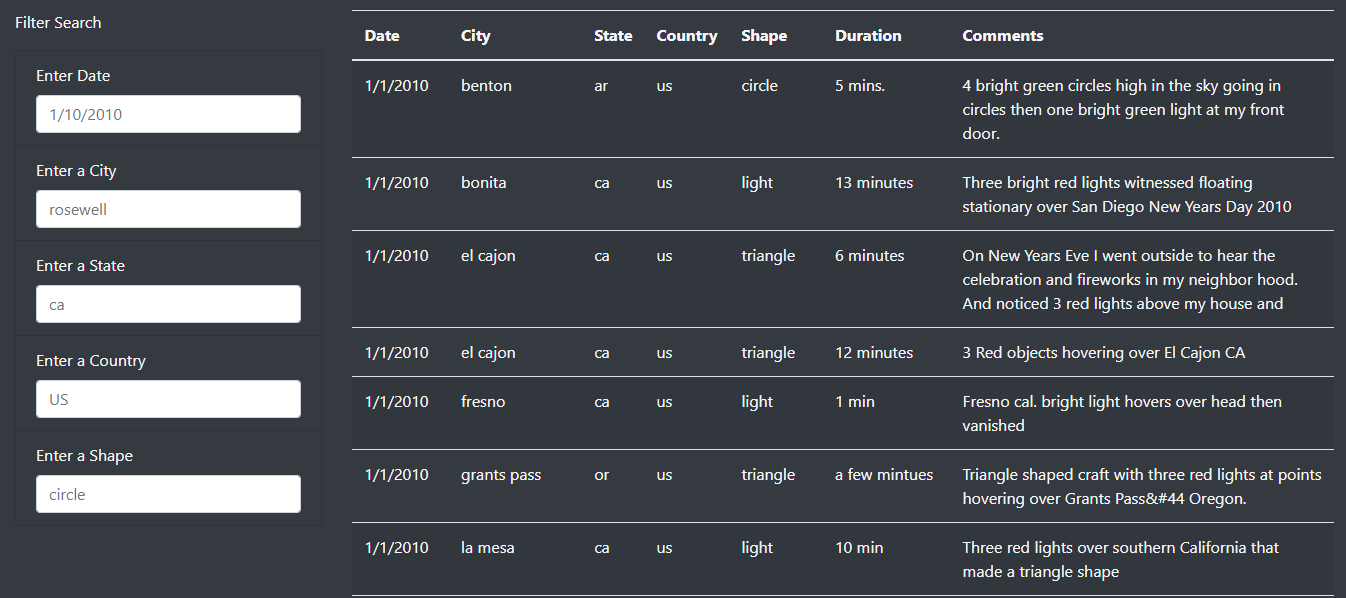 Filter Search
Enter Date
1/10/2010
Enter a City
rosewell
Enter a State
ca
Enter a Country
US
Enter a Shape
circle
Date City State Country Shape Duration Comments
1/1/2010 benton ar us circle 5 mins. 4 bright green circles high in the sky going in
circles then one bright green light at my front
door.
1/1/2010 bonita ca us light 13 minutes Three bright red lights witnessed floating
stationary over San Diego New Years Day 2010
1/1/2010 el cajon ca us triangle 6 minutes On New Years Eve I went outside to hear the
celebration and fireworks in my neighbor hood.
And noticed 3 red lights above my house and
1/1/2010 el cajon ca us triangle 12 minutes 3 Red objects hovering over El Cajon CA
1/1/2010 fresno ca us light 1 min Fresno cal. bright light hovers over head then
vanished
1/1/2010 grants pass or us triangle a few mintues Triangle shaped craft with three red lights at points
hovering over Grants Pass&#44 Oregon.
1/1/2010 la mesa ca us light 10 min Three red lights over southern California that
made a triangle shape